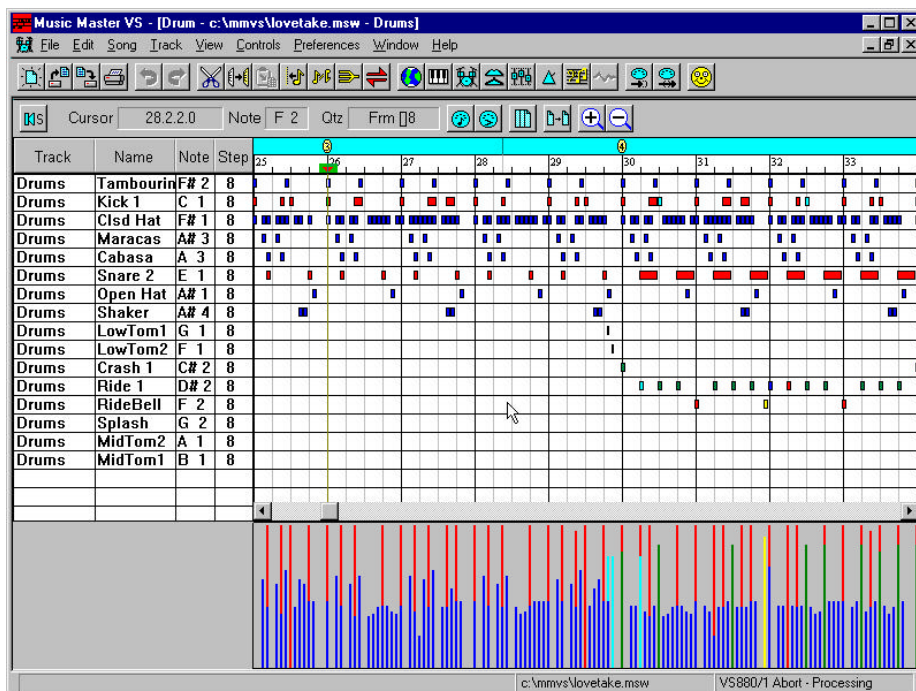 Music Master VS - [Drum - c:\mmvs\lovetake.msw - Drums]
File Edit Song Track View Controls Preferences Window Help
S Cursor 28.2.2.0 Note F 2 Qtz Frm []8
3 4
Track Name Note Step 25 26 27 28 29 30 31 32 33
Drums Tambourin F# 2 8
Drums Kick 1 C 1 8
Drums Clsd Hat F# 1 8
Drums Maracas A# 3 8
Drums Cabasa A 3 8
Drums Snare 2 E 1 8
Drums Open Hat A# 1 8
Drums Shaker A# 4 8
Drums LowTom1 G 1 8
Drums LowTom2 F 1 8
Drums Crash 1 C# 2 8
Drums Ride 1 D# 2 8
Drums RideBell F 2 8
Drums Splash G 2 8
Drums MidTom2 A 1 8
Drums MidTom1 B 1 8
c:\mmvs\lovetake.msw VS880/1 Abort - Processing